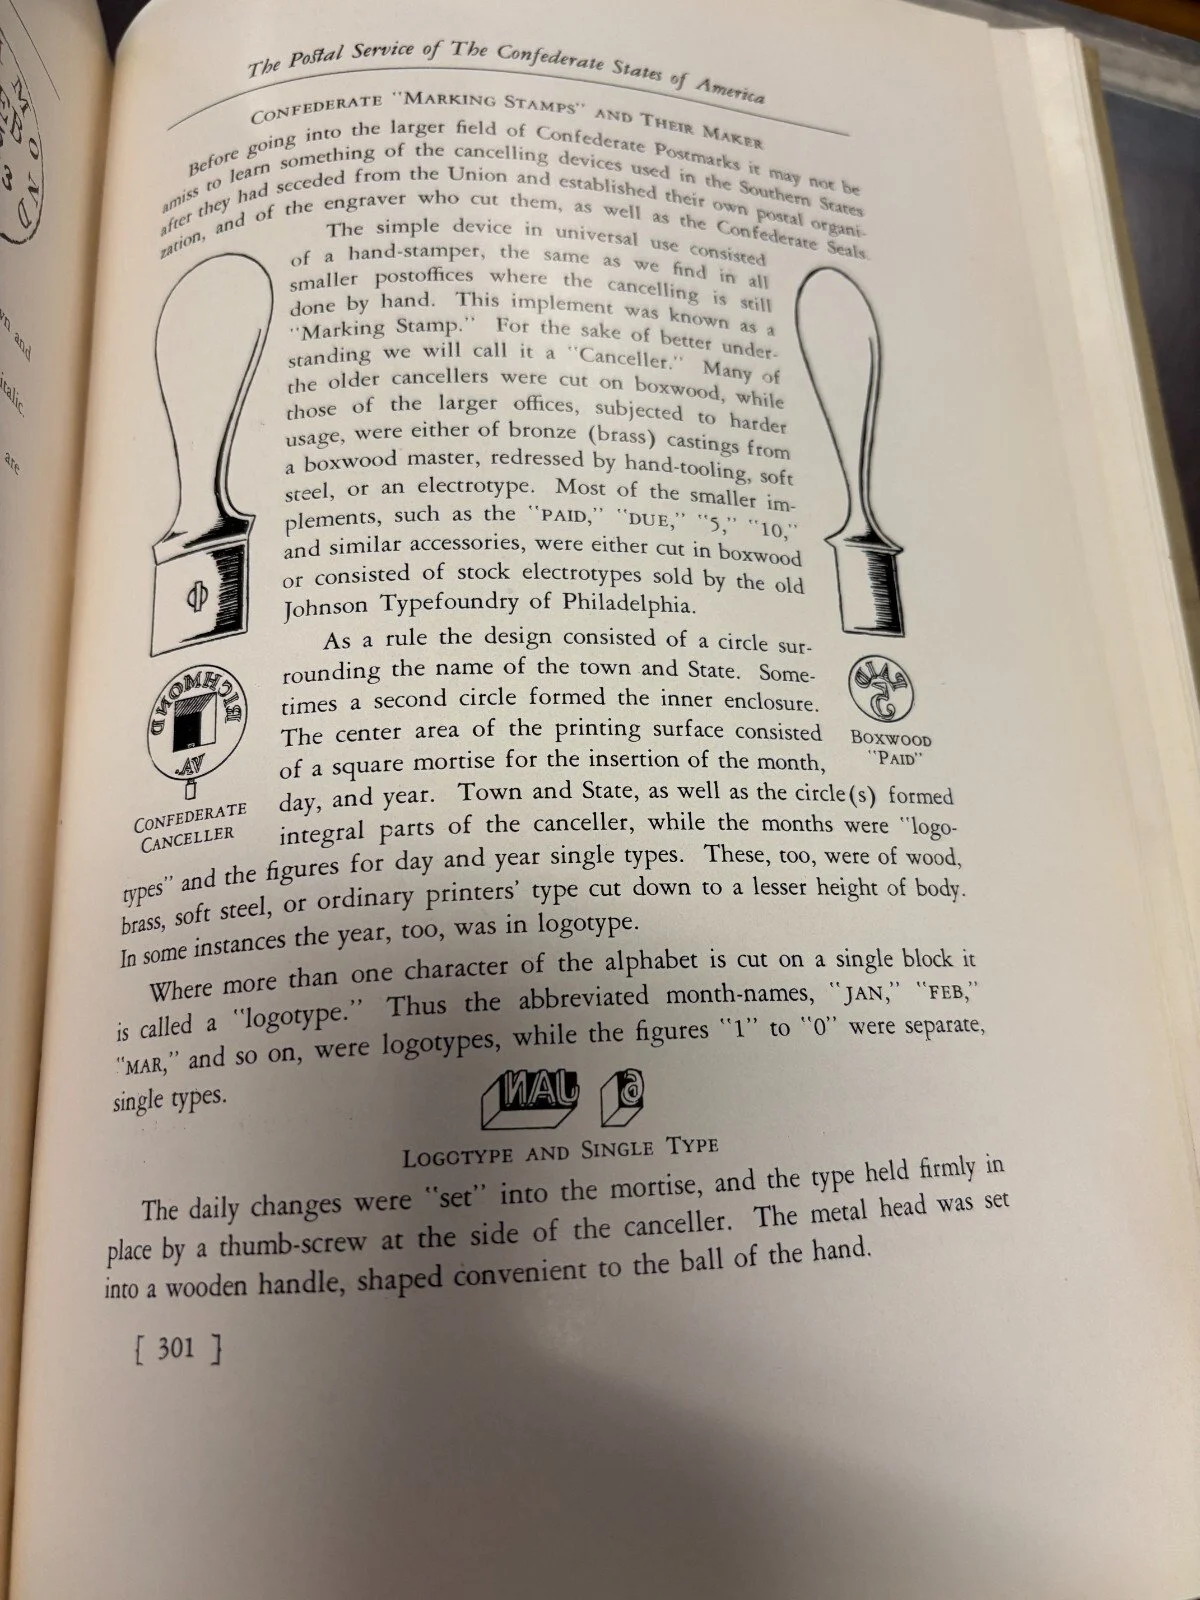 The Postal Service of The Confederate States of America
CONFEDERATE "MARKING STAMPS" AND THEIR MAKER
Before going into the larger field of Confederate Postmarks it may not be
amiss to learn something of the cancelling devices used in the Southern States
after they had seceded from the Union and established their own postal organi-
zation, and of the engraver who cut them, as well as the Confederate Seals.
The simple device in universal use consisted
of a hand-stamper, the same as we find in all
smaller postoffices where the cancelling is still
done by hand. This implement was known as a
"Marking Stamp." For the sake of better under-
standing we will call it a "Canceller." Many of
the older cancellers were cut on boxwood, while
those of the larger offices, subjected to harder
usage, were either of bronze (brass) castings from
a boxwood master, redressed by hand-tooling, soft
steel, or an electrotype. Most of the smaller im-
plements, such as the "PAID," "DUE," "5," "10,"
and similar accessories, were either cut in boxwood
or consisted of stock electrotypes sold by the old
Johnson Typefoundry of Philadelphia.
As a rule the design consisted of a circle sur-
rounding the name of the town and State. Some-
times a second circle formed the inner enclosure.
The center area of the printing surface consisted
of a square mortise for the insertion of the month,
day, and year. Town and State, as well as the circle(s) formed
integral parts of the canceller, while the months were "logo-
types" and the figures for day and year single types. These, too, were of wood,
brass, soft steel, or ordinary printers' type cut down to a lesser height of body.
In some instances the year, too, was in logotype.
RICHMOND
VA.
CONFEDERATE
CANCELLER
PAID
5
BOXWOOD
"PAID"
Where more than one character of the alphabet is cut on a single block it
is called a "logotype." Thus the abbreviated month-names, "JAN," "FEB,"
"MAR," and so on, were logotypes, while the figures "1" to "0" were separate,
single types.
JAN 6
LOGOTYPE AND SINGLE TYPE
The daily changes were "set" into the mortise, and the type held firmly in
place by a thumb-screw at the side of the canceller. The metal head was set
into a wooden handle, shaped convenient to the ball of the hand.
[ 301 ]
and
italic.
are